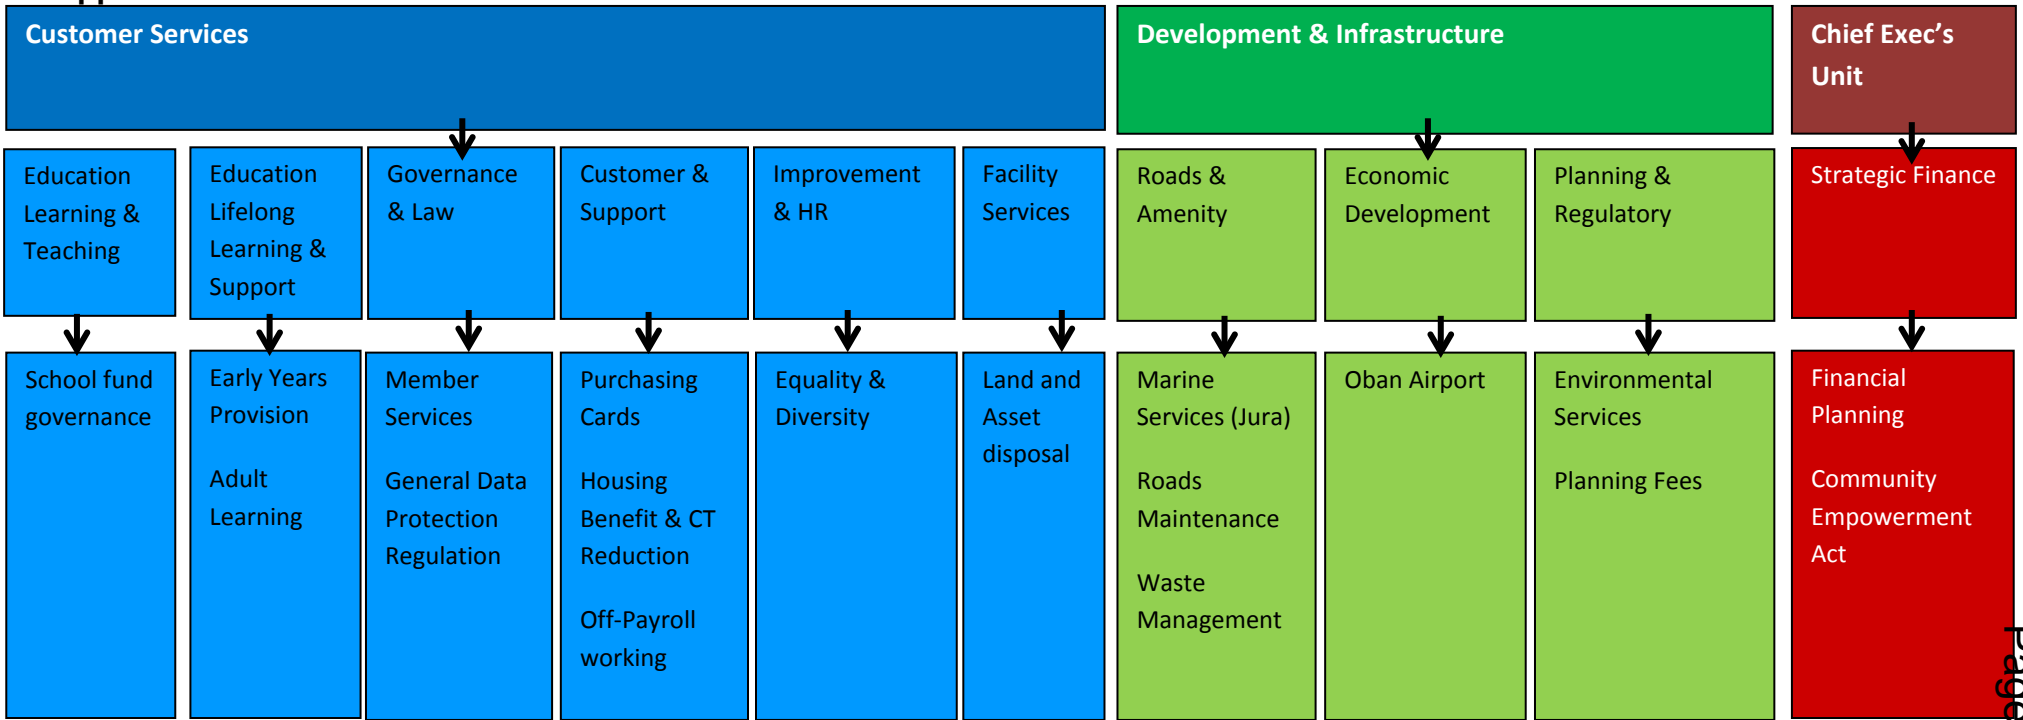 Customer Services
Development & Infrastructure
Chief Exec's
Unit
Education
Learning &
Teaching
Education
Lifelong
Learning &
Support
Governance
& Law
Customer &
Support
Improvement
& HR
Facility
Services
Roads &
Amenity
Economic
Development
Planning &
Regulatory
Strategic Finance
School fund
governance
Early Years
Provision
Adult
Learning
Member
Services
General Data
Protection
Regulation
Purchasing
Cards
Housing
Benefit & CT
Reduction
Off-Payroll
working
Equality &
Diversity
Land and
Asset
disposal
Marine
Services (Jura)
Roads
Maintenance
Waste
Management
Oban Airport
Environmental
Services
Planning Fees
Financial
Planning
Community
Empowerment
Act
Page